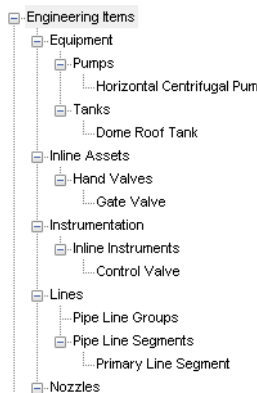 Engineering Items
Equipment
Pumps
Horizontal Centrifugal Pum
Tanks
Dome Roof Tank
Inline Assets
Hand Valves
Gate Valve
Instrumentation
Inline Instruments
Control Valve
Lines
Pipe Line Groups
Pipe Line Segments
Primary Line Segment
Nozzles